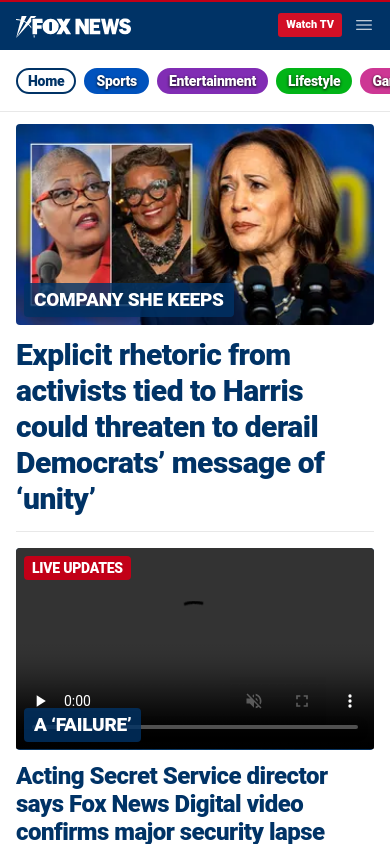 FOX NEWS
Watch TV
Home
Sports
Entertainment
Lifestyle
Ga
COMPANY SHE KEEPS
Explicit rhetoric from
activists tied to Harris
could threaten to derail
Democrats’ message of
‘unity’
LIVE UPDATES
0:00
A ‘FAILURE’
Acting Secret Service director
says Fox News Digital video
confirms major security lapse